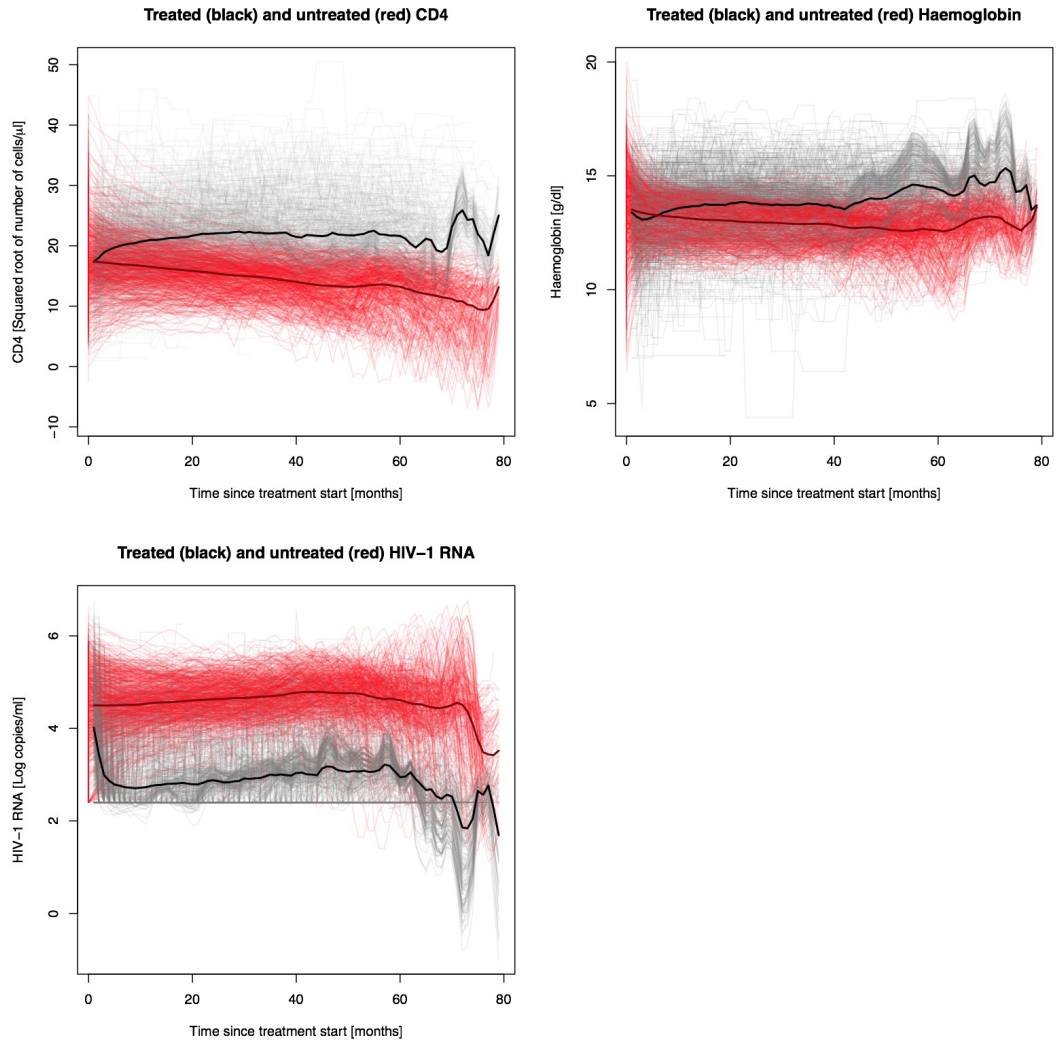 Treated (black) and untreated (red) CD4
CD4 [Squared root of number of cells/µl]
50
40
30
20
10
0
−10
0 20 40 60 80
Time since treatment start [months]
Treated (black) and untreated (red) Haemoglobin
Haemoglobin [g/dl]
20
15
10
5
0 20 40 60 80
Time since treatment start [months]
Treated (black) and untreated (red) HIV−1 RNA
HIV−1 RNA [Log copies/ml]
6
4
2
0
0 20 40 60 80
Time since treatment start [months]